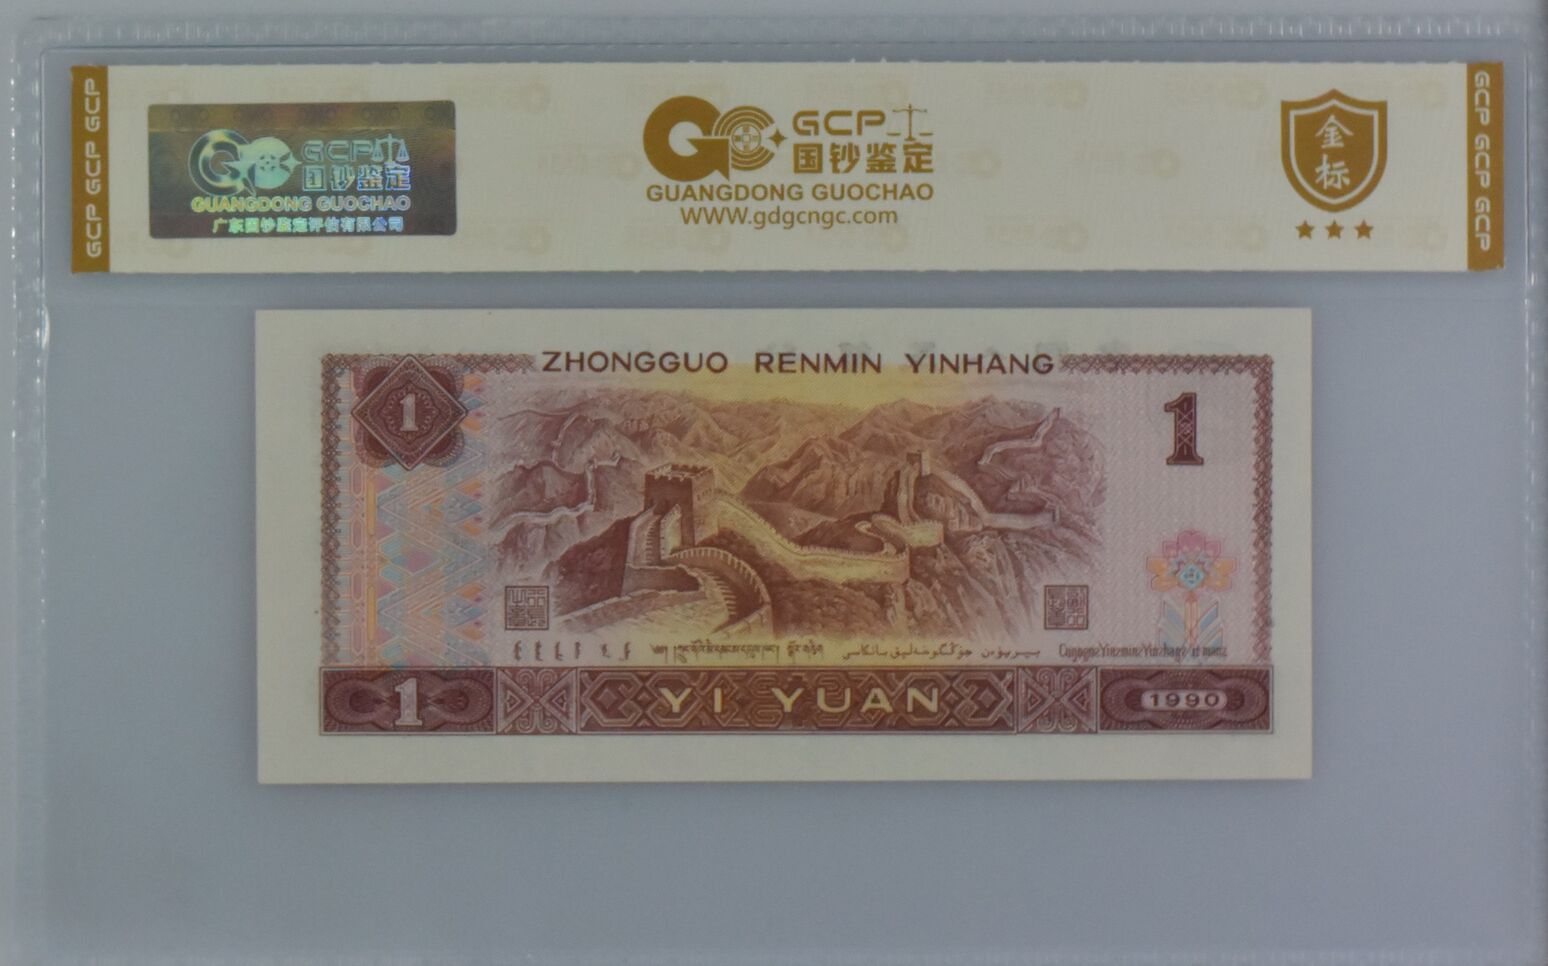 GCP GCP GCP
GCP
国钞鉴定
GUANGDONG GUOCHAO
广东国钞鉴定评估有限公司
GCP
国钞鉴定
GUANGDONG GUOCHAO
WWW.gdgcngc.com
金标
GCP GCP GCP
ZHONGGUO RENMIN YINHANG
1
1
1
YI YUAN
1990